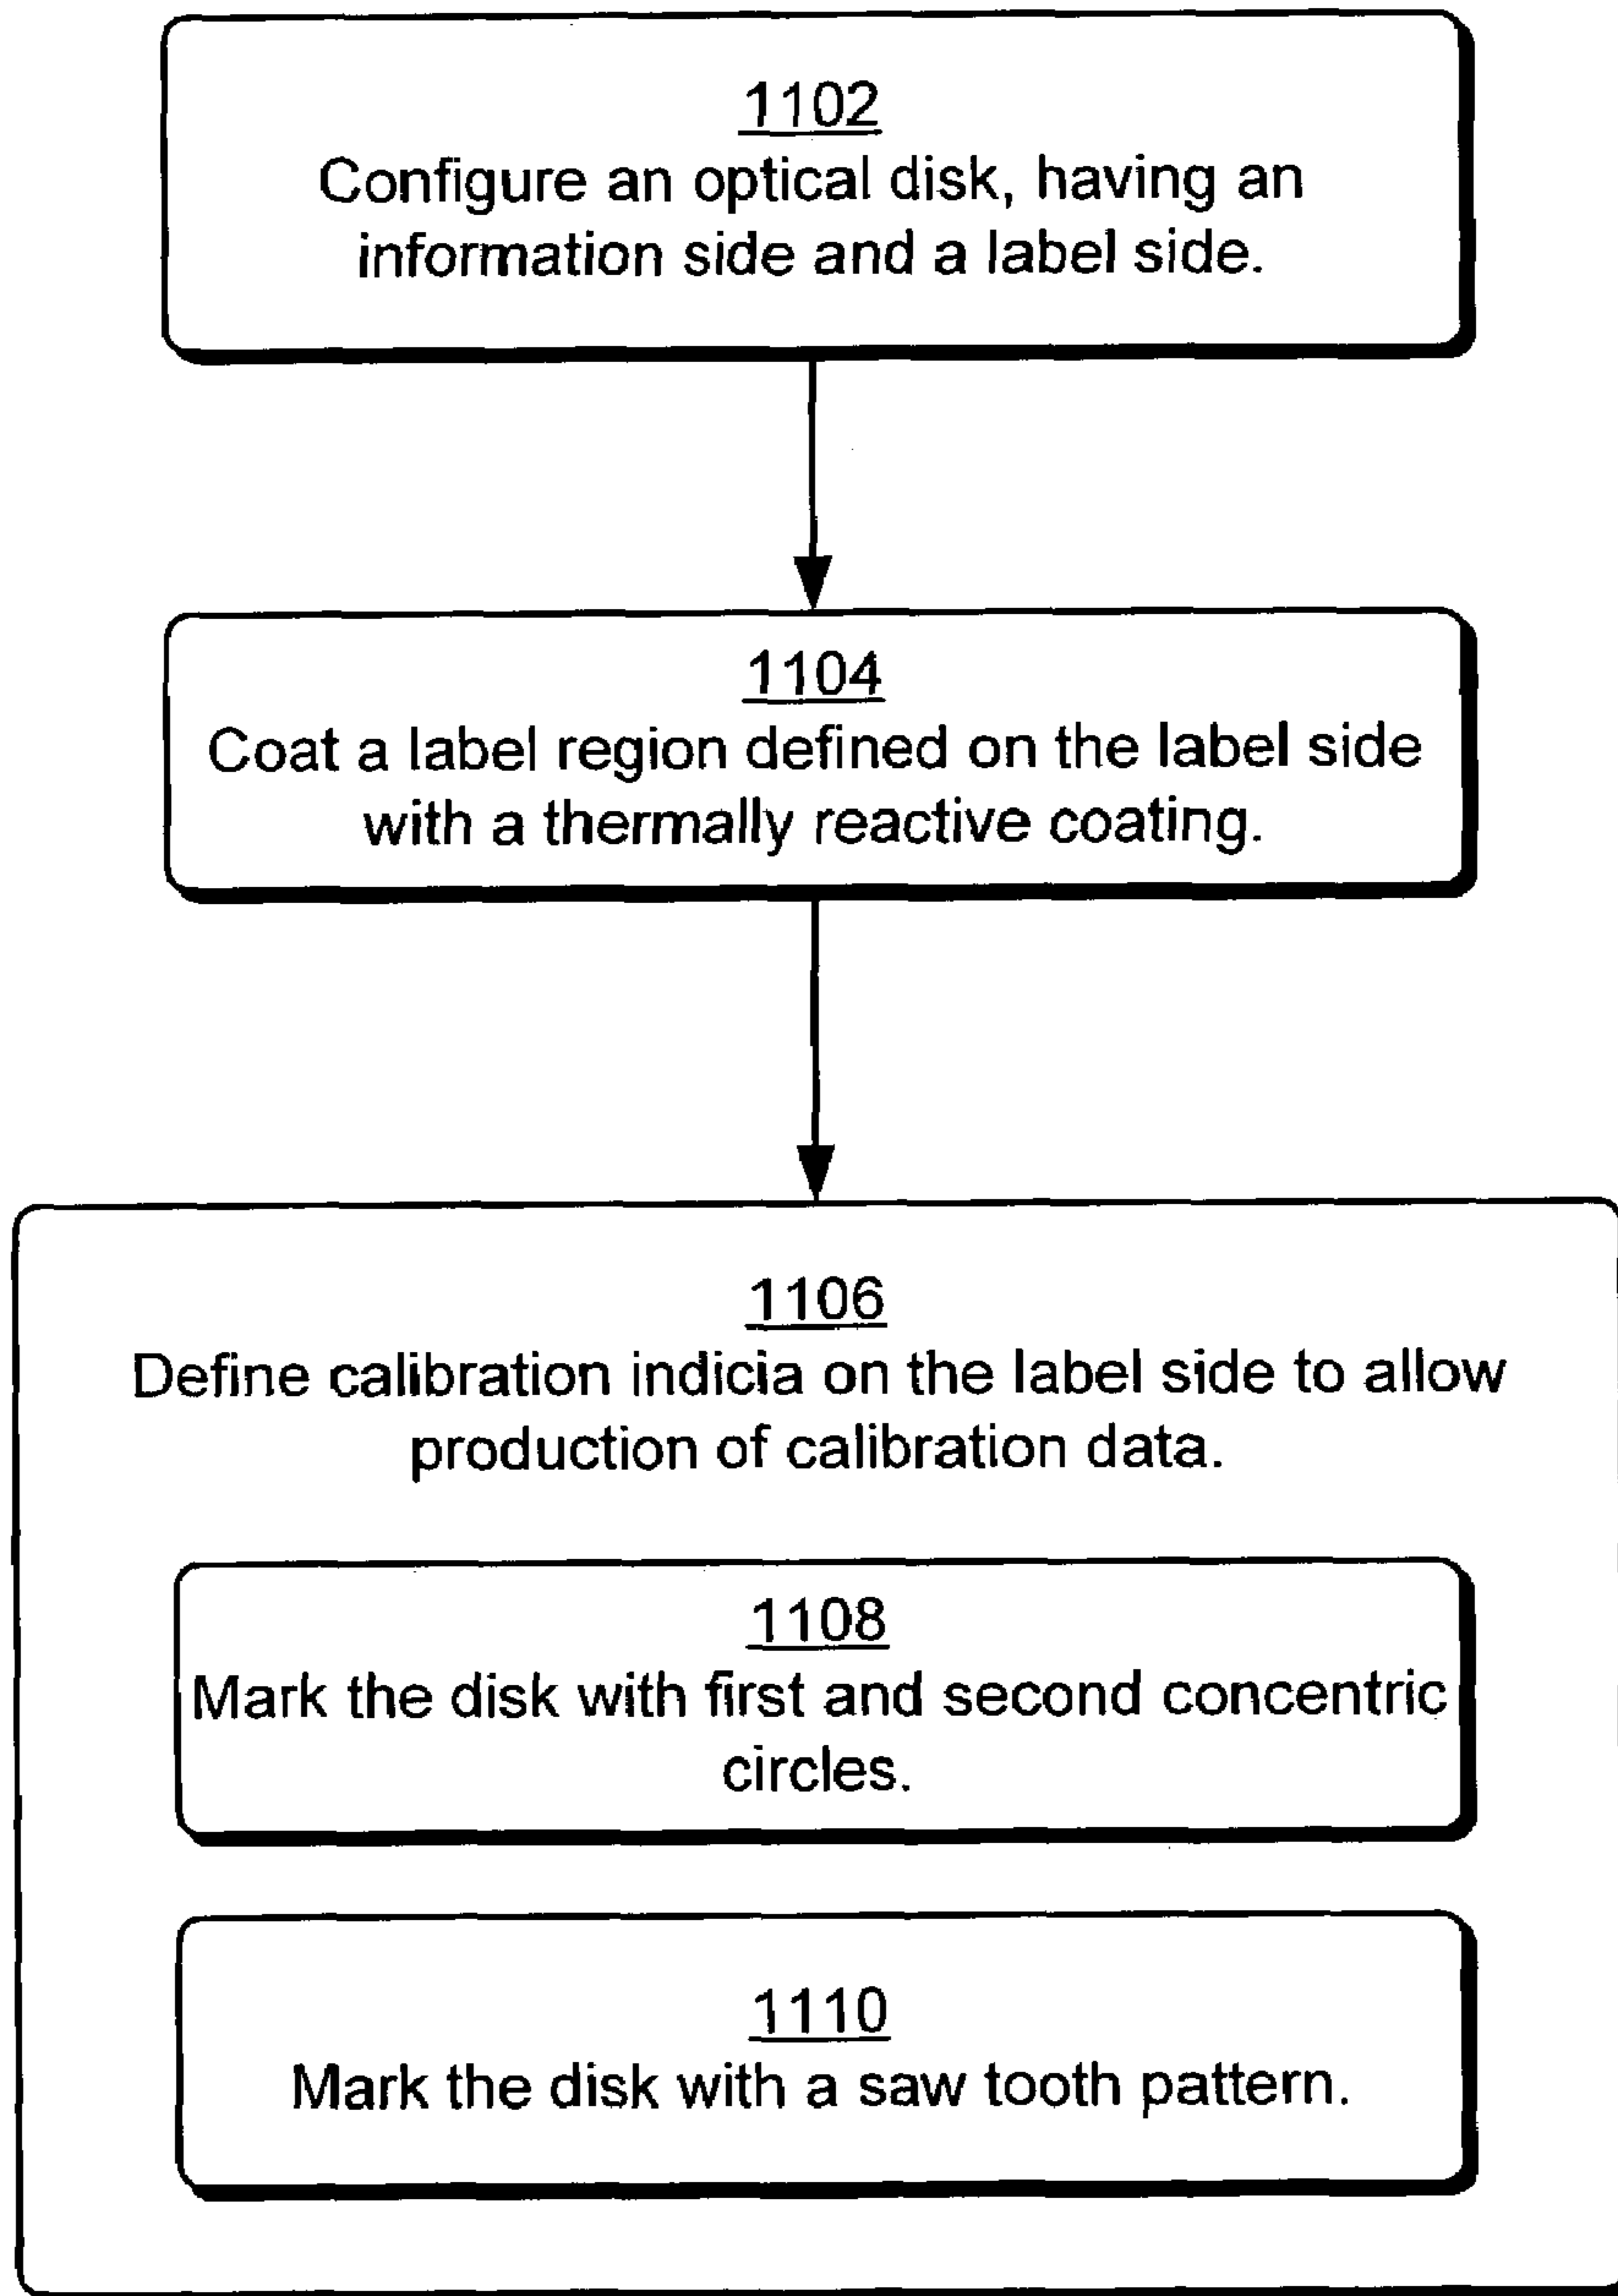 1102
Configure an optical disk, having an
information side and a label side.
1104
Coat a label region defined on the label side
with a thermally reactive coating.
1106
Define calibration indicia on the label side to allow
production of calibration data.
1108
Mark the disk with first and second concentric
circles.
1110
Mark the disk with a saw tooth pattern.